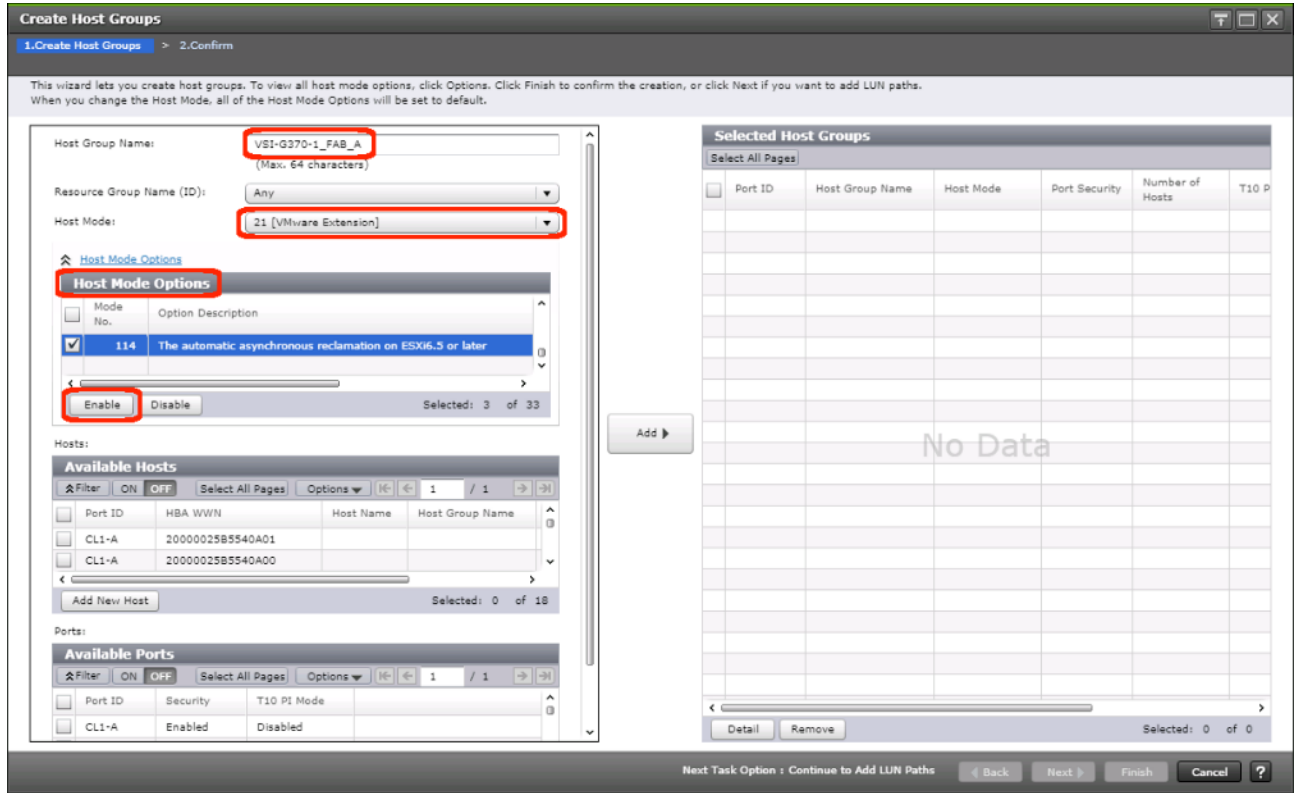 Create Host Groups
1.Create Host Groups > 2.Confirm
This wizard lets you create host groups. To view all host mode options, click Options. Click Finish to confirm the creation, or click Next if you want to add LUN paths.
When you change the Host Mode, all of the Host Mode Options will be set to default.
Host Group Name: VSI-G370-1_FAB_A
(Max. 64 characters)
Resource Group Name (ID): Any
Host Mode: 21 [VMware Extension]
Host Mode Options
Host Mode Options
Mode No. Option Description
114 The automatic asynchronous reclamation on ESXi6.5 or later
Enable Disable Selected: 3 of 33
Hosts:
Available Hosts
Filter ON OFF Select All Pages Options 1 / 1
Port ID HBA WWN Host Name Host Group Name
CL1-A 20000025B5540A01
CL1-A 20000025B5540A00
Add New Host Selected: 0 of 18
Ports:
Available Ports
Filter ON OFF Select All Pages Options 1 / 1
Port ID Security T10 PI Mode
CL1-A Enabled Disabled
Add
Selected Host Groups
Select All Pages
Port ID Host Group Name Host Mode Port Security Number of Hosts T10 P
No Data
Detail Remove Selected: 0 of 0
Next Task Option : Continue to Add LUN Paths Back Next Finish Cancel ?